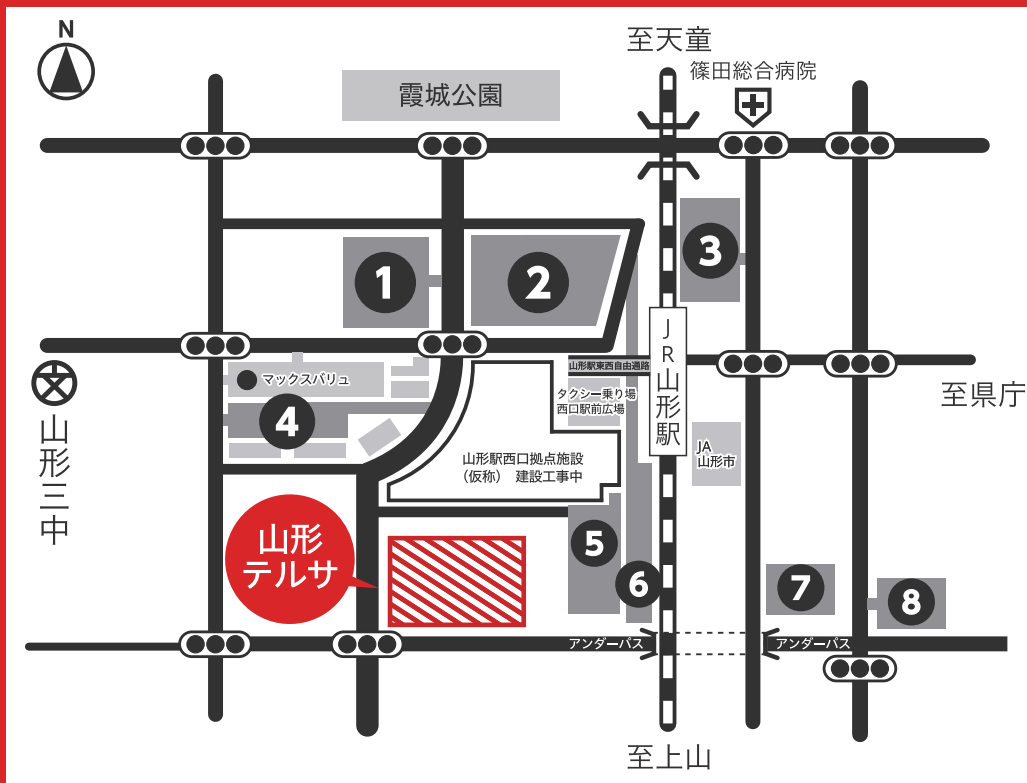 N
至天童
篠田総合病院
霞城公園
1
2
3
JR山形駅
山形駅東西自由通路
至県庁
マックスバリュ
タクシー乗り場
西口駅前広場
4
山形三中
JA
山形市
山形駅西口拠点施設
（仮称）　建設工事中
山形
テルサ
5
6
7
8
アンダーパス
アンダーパス
至上山